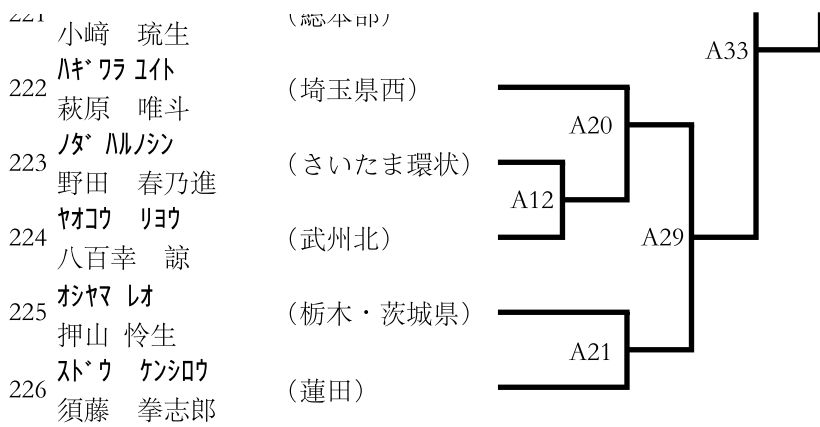 221
(総本部)
小﨑　琉生
A33
ﾊｷﾞﾜﾗ ﾕｲﾄ
222
(埼玉県西)
萩原　唯斗
A20
ﾉﾀﾞ ﾊﾙﾉｼﾝ
223
(さいたま環状)
野田　春乃進
A12
ﾔｵｺｳ　ﾘﾖｳ
224
(武州北)
八百幸　諒
A29
ｵｼﾔﾏ ﾚｵ
225
(栃木・茨城県)
押山 怜生
A21
ｽﾄﾞｳ　ｹﾝｼﾛｳ
226
(蓮田)
須藤　拳志郎